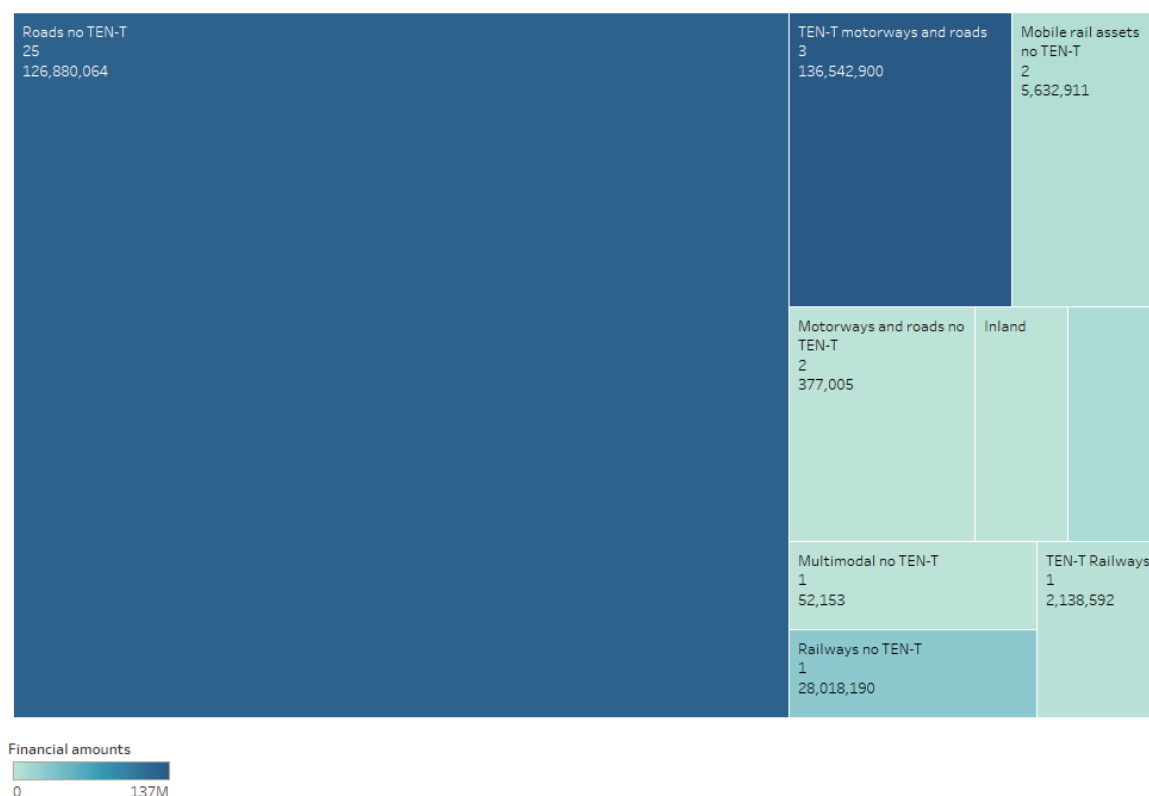 Roads no TEN-T
25
126,880,064
TEN-T motorways and roads
3
136,542,900
Mobile rail assets
no TEN-T
2
5,632,911
Motorways and roads no
TEN-T
2
377,005
Inland
Multimodal no TEN-T
1
52,153
TEN-T Railways
1
2,138,592
Railways no TEN-T
1
28,018,190
Financial amounts
0
137M